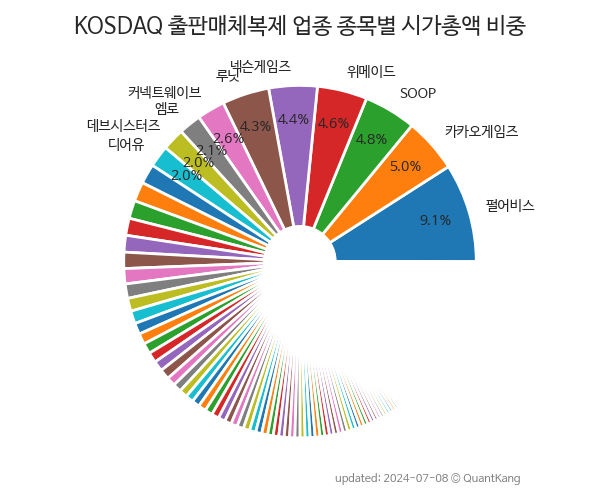 KOSDAQ 출판매체복제 업종 종목별 시가총액 비중
넥슨게임즈
루닛
위메이드
커넥트웨이브
SOOP
엠로
데브시스터즈
카카오게임즈
디어유
펄어비스
4.4%
4.6%
4.3%
4.8%
2.6%
2.1%
2.0%
5.0%
2.0%
9.1%
updated: 2024-07-08 © QuantKang